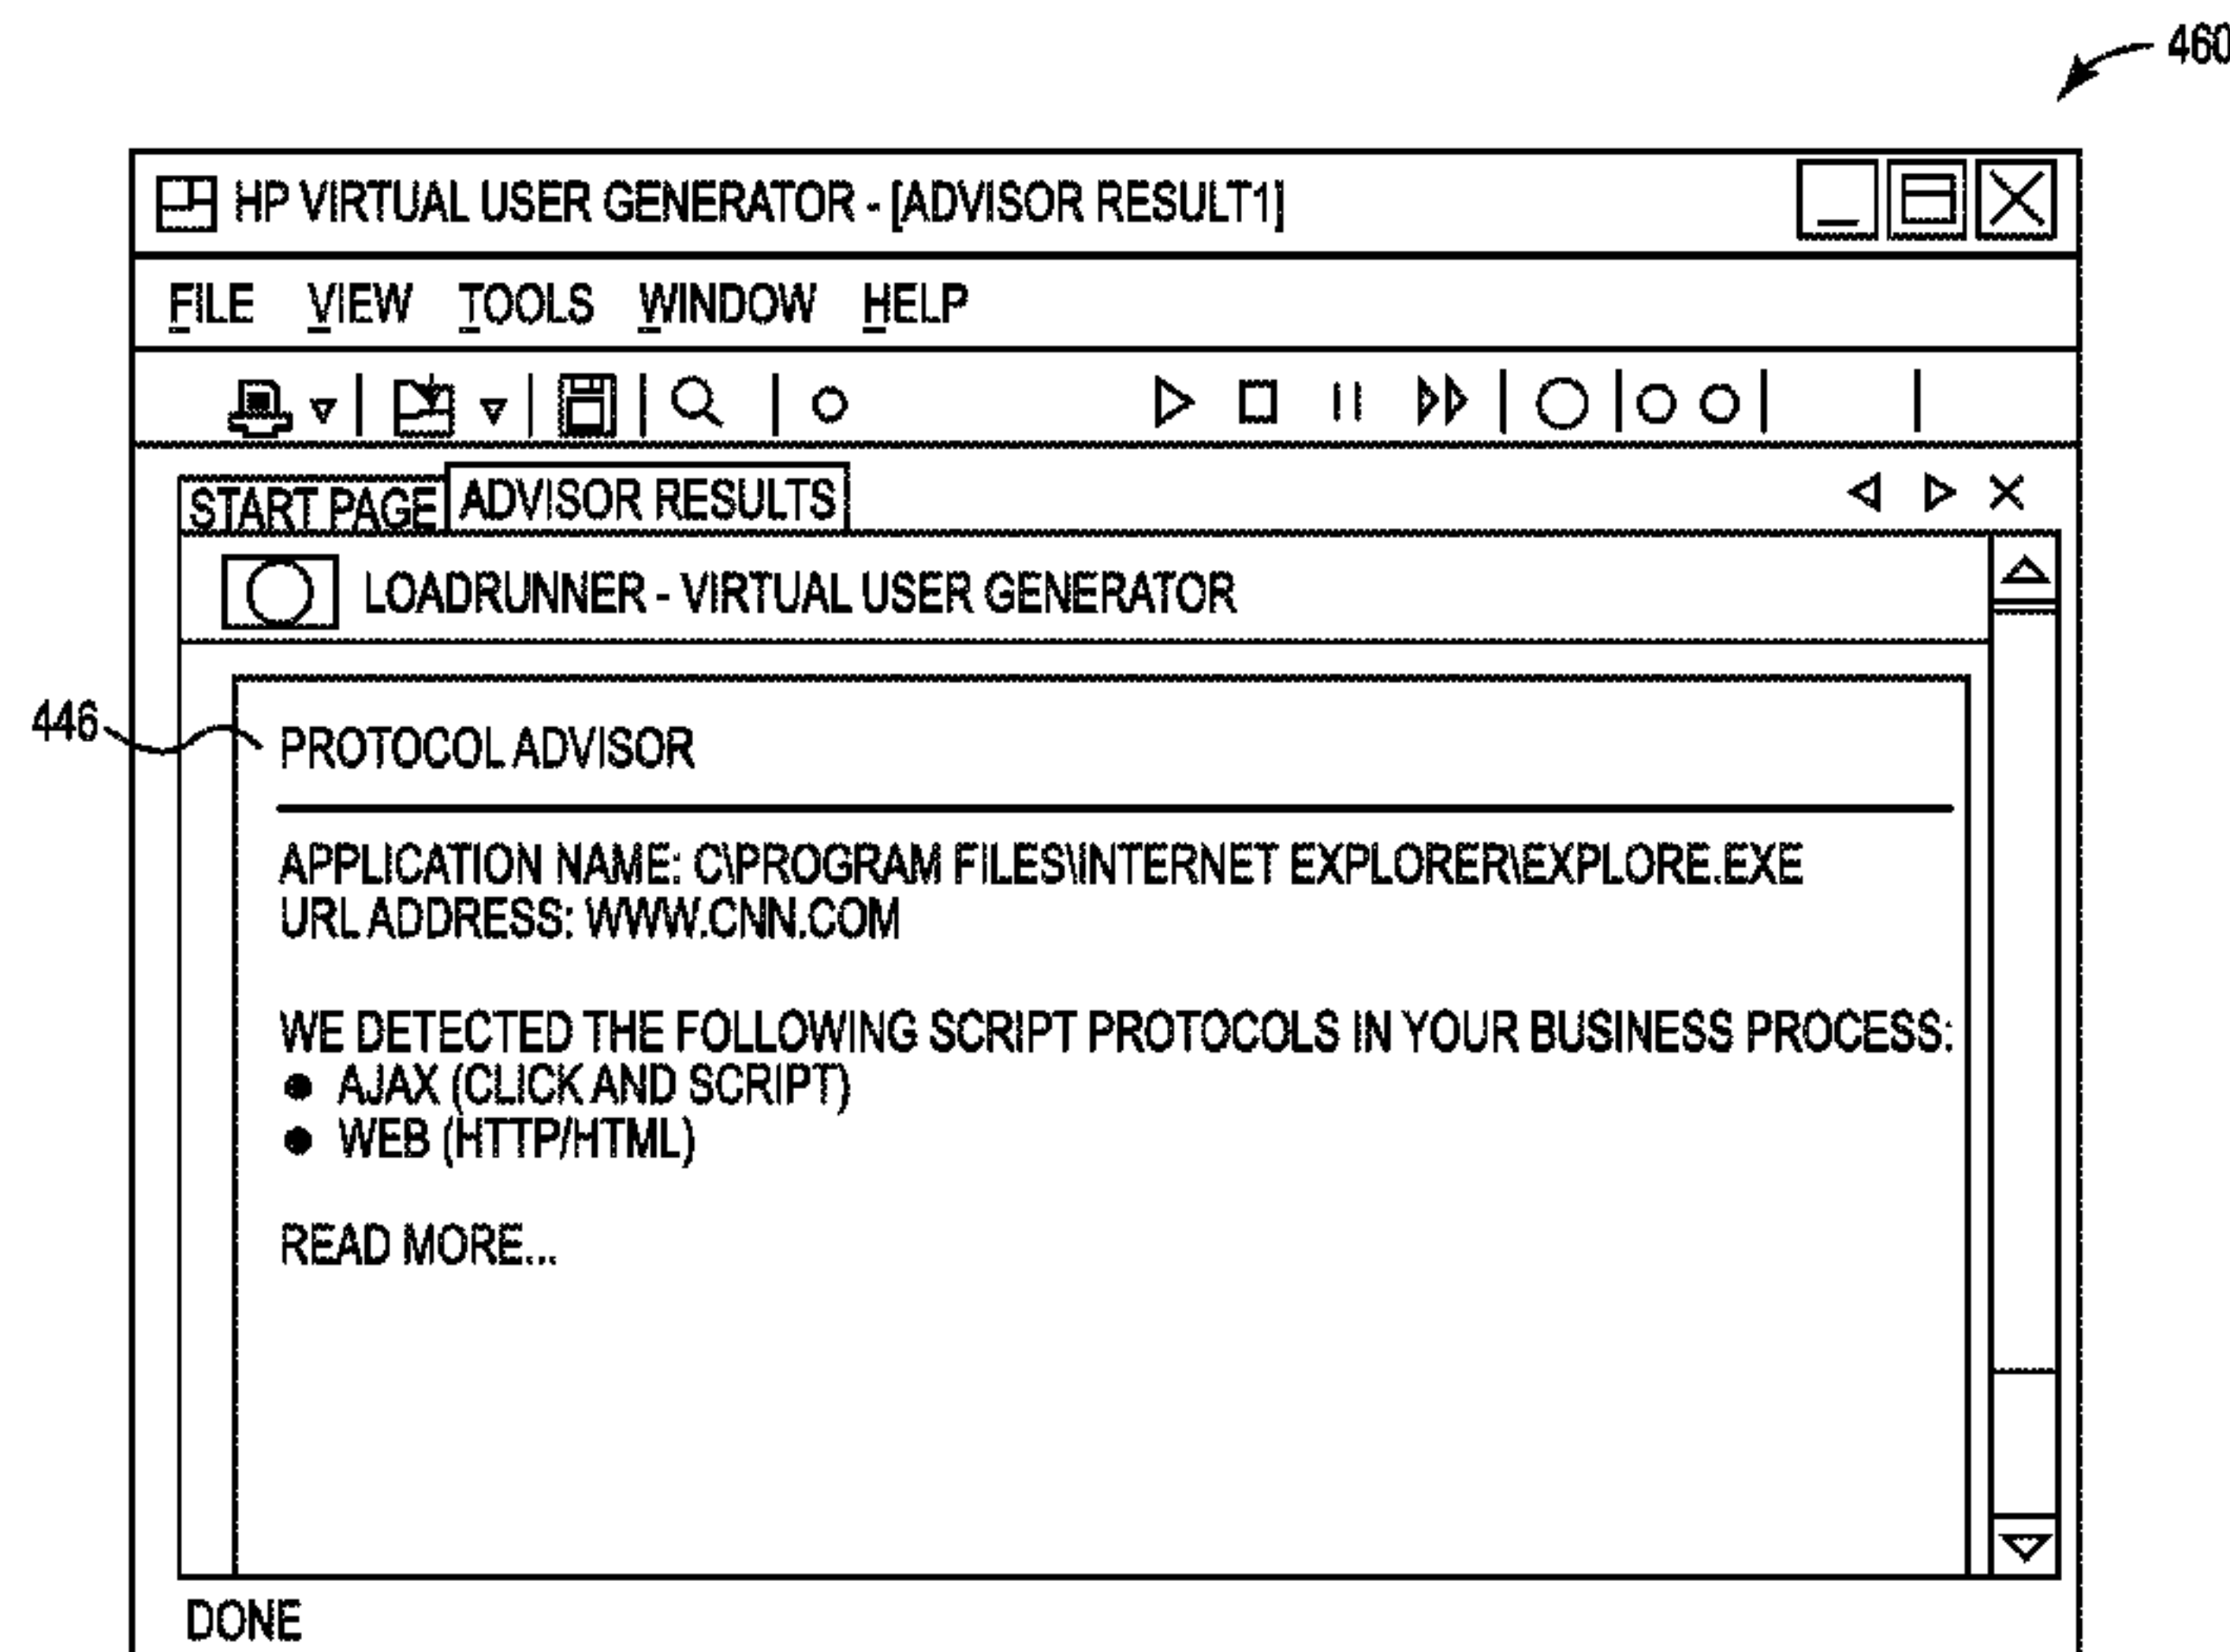 460
HP VIRTUAL USER GENERATOR - [ADVISOR RESULT1]
FILE VIEW TOOLS WINDOW HELP
START PAGE ADVISOR RESULTS
LOADRUNNER - VIRTUAL USER GENERATOR
446
PROTOCOL ADVISOR
APPLICATION NAME: C\PROGRAM FILES\INTERNET EXPLORER\EXPLORE.EXE
URL ADDRESS: WWW.CNN.COM
WE DETECTED THE FOLLOWING SCRIPT PROTOCOLS IN YOUR BUSINESS PROCESS:
● AJAX (CLICK AND SCRIPT)
● WEB (HTTP/HTML)
READ MORE...
DONE